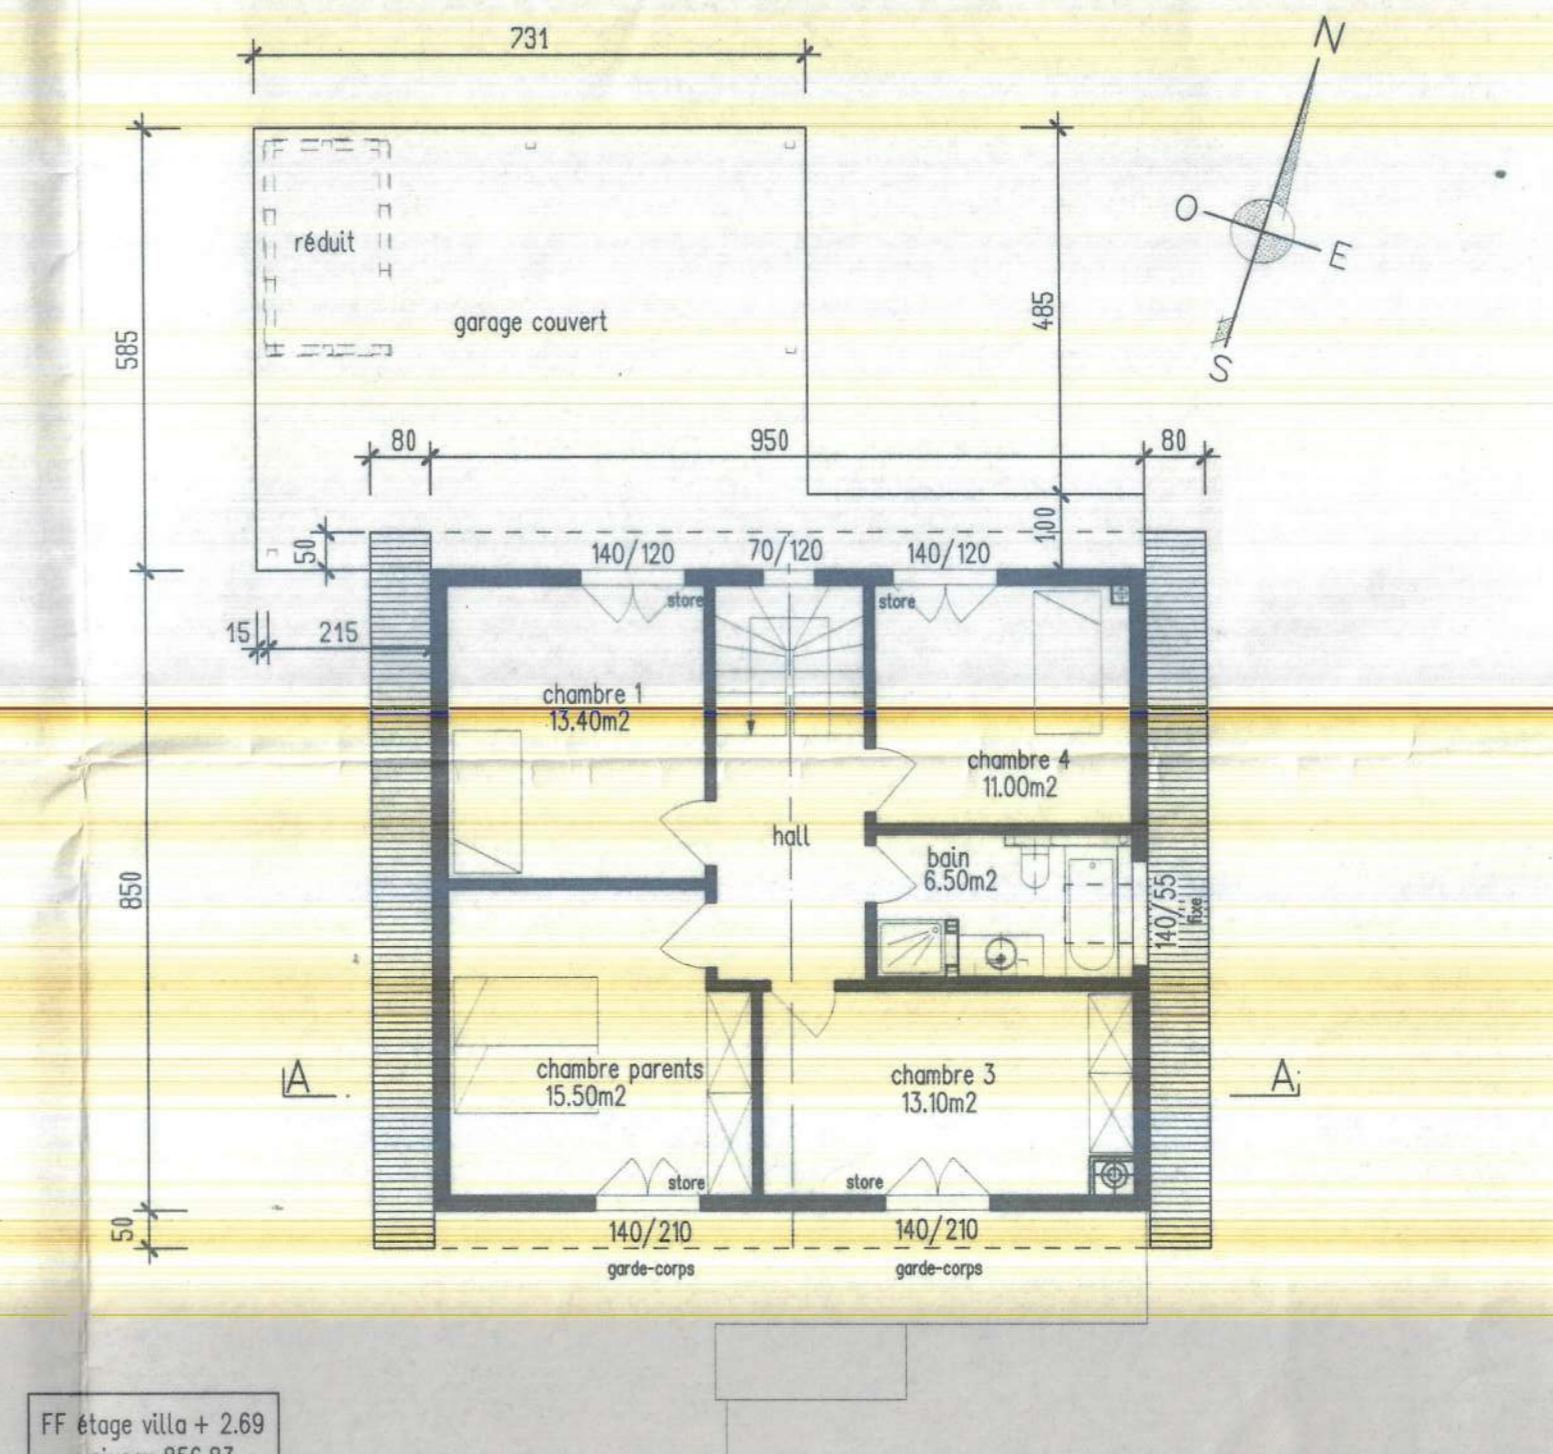 731
N
O
E
S
réduit
garage couvert
585
485
80
950
80
50
100
140/120
70/120
140/120
store
store
15
215
chambre 1
13.40m2
chambre 4
11.00m2
hall
bain
6.50m2
140/55
fixe
850
A
A
chambre parents
15.50m2
chambre 3
13.10m2
store
store
50
140/210
140/210
garde-corps
garde-corps
FF étage villa + 2.69
856.83